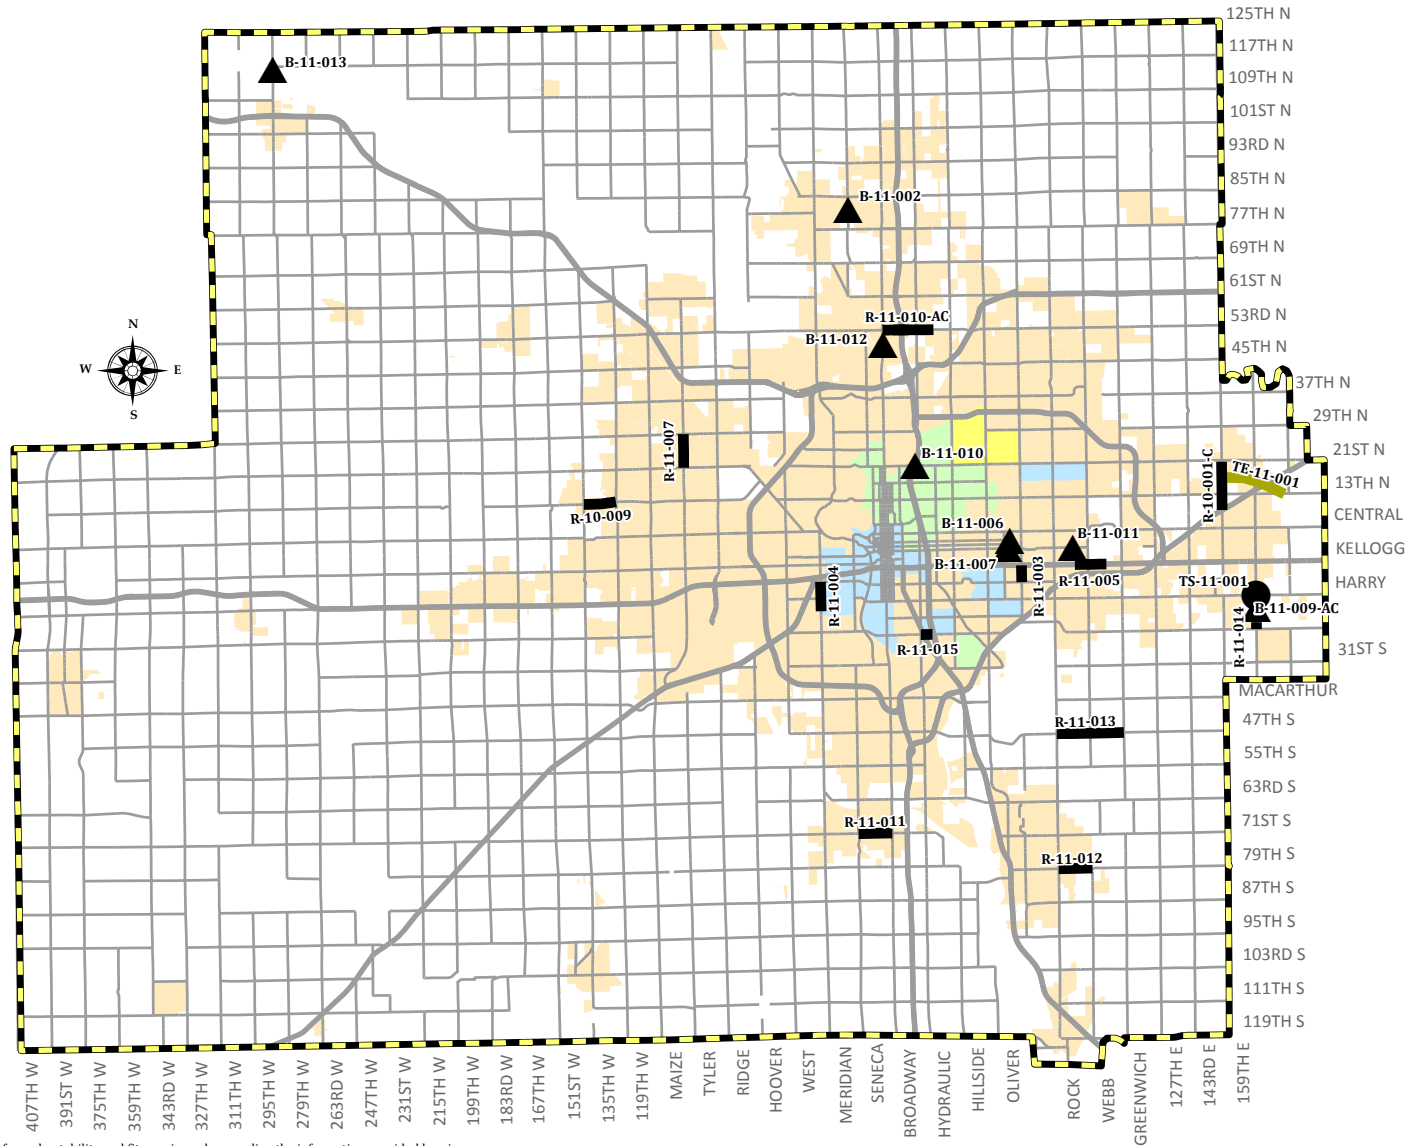 125TH N
117TH N
B-11-013
109TH N
101ST N
93RD N
85TH N
B-11-002
77TH N
69TH N
61ST N
R-11-010-AC
53RD N
N
B-11-012
45TH N
W
E
37TH N
S
29TH N
R-11-007
21ST N
B-11-010
R-10-001-C
TE-11-001
13TH N
R-10-009
CENTRAL
B-11-006
B-11-011
KELLOGG
B-11-007
R-11-003
R-11-005
R-11-004
TS-11-001
HARRY
B-11-009-AC
R-11-014
R-11-015
31ST S
MACARTHUR
R-11-013
47TH S
55TH S
63RD S
R-11-011
71ST S
R-11-012
79TH S
87TH S
95TH S
103RD S
111TH S
119TH S
407TH W
391ST W
375TH W
359TH W
343RD W
327TH W
311TH W
295TH W
279TH W
263RD W
247TH W
231ST W
215TH W
199TH W
183RD W
167TH W
151ST W
135TH W
119TH W
MAIZE
TYLER
RIDGE
HOOVER
WEST
MERIDIAN
SENECA
BROADWAY
HYDRAULIC
HILLSIDE
OLIVER
ROCK
WEBB
GREENWICH
127TH E
143RD E
159TH E